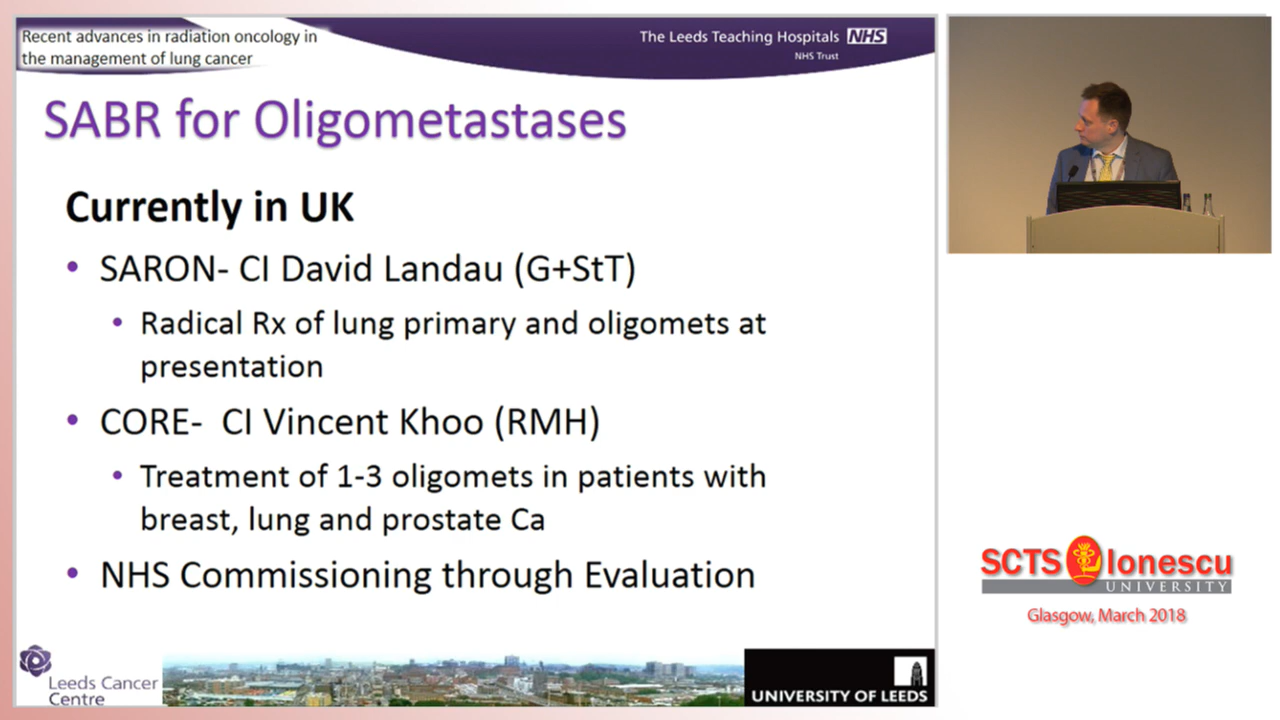 Recent advances in radiation oncology in
the management of lung cancer
The Leeds Teaching Hospitals NHS
NHS Trust
SABR for Oligometastases
Currently in UK
• SARON- CI David Landau (G+StT)
• Radical Rx of lung primary and oligomets at
presentation
• CORE- CI Vincent Khoo (RMH)
• Treatment of 1-3 oligomets in patients with
breast, lung and prostate Ca
• NHS Commissioning through Evaluation
Leeds Cancer
Centre
UNIVERSITY OF LEEDS
SCTS Ionescu
UNIVERSITY
Glasgow, March 2018